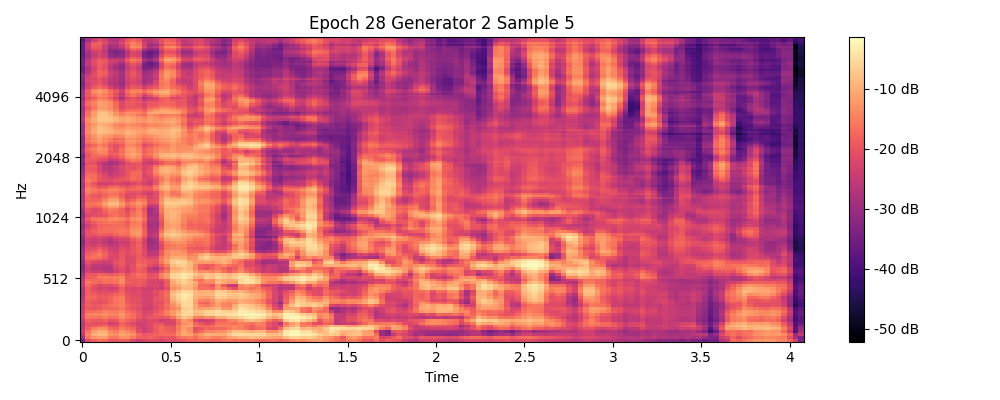 Epoch 28 Generator 2 Sample 5
Hz
4096
2048
1024
512
0
0 0.5 1 1.5 2 2.5 3 3.5 4
Time
-10 dB
-20 dB
-30 dB
-40 dB
-50 dB